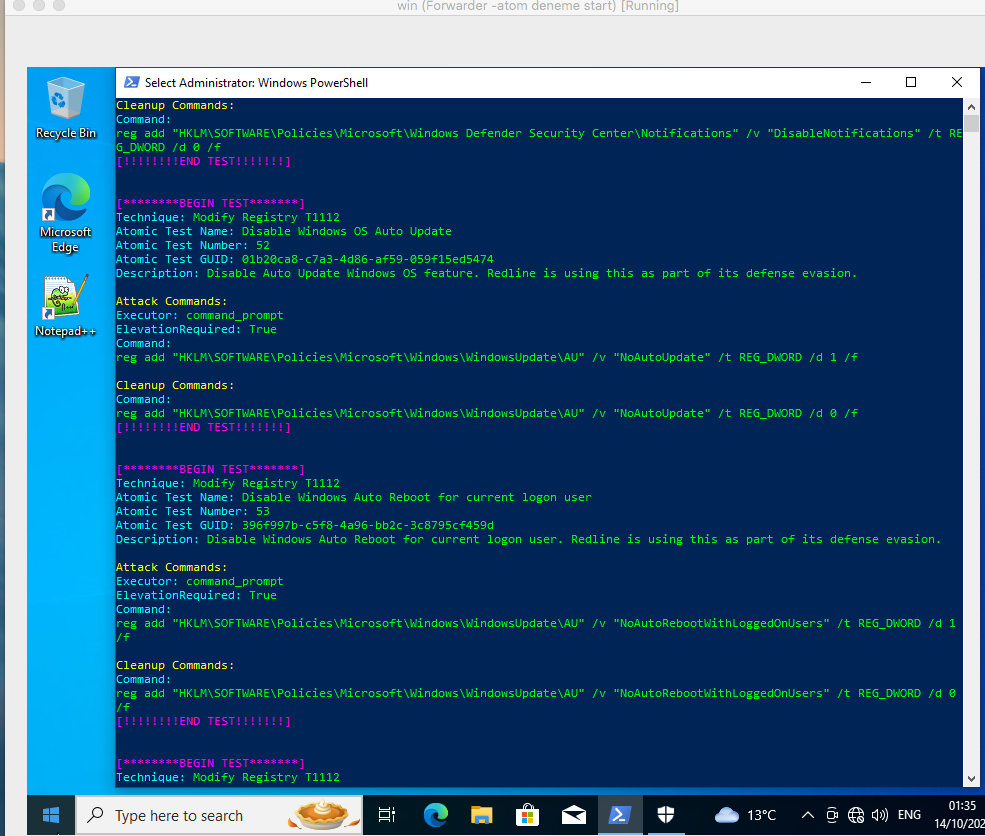 win (Forwarder -atom deneme start) [Running]
Recycle Bin
Microsoft
Edge
Notepad++
Select Administrator: Windows PowerShell
Cleanup Commands:
Command:
reg add "HKLM\SOFTWARE\Policies\Microsoft\Windows Defender Security Center\Notifications" /v "DisableNotifications" /t RE
G_DWORD /d 0 /f
[!!!!!!!!END TEST!!!!!!!]
[********BEGIN TEST*******]
Technique: Modify Registry T1112
Atomic Test Name: Disable Windows OS Auto Update
Atomic Test Number: 52
Atomic Test GUID: 01b20ca8-c7a3-4d86-af59-059f15ed5474
Description: Disable Auto Update Windows OS feature. Redline is using this as part of its defense evasion.
Attack Commands:
Executor: command_prompt
ElevationRequired: True
Command:
reg add "HKLM\SOFTWARE\Policies\Microsoft\Windows\WindowsUpdate\AU" /v "NoAutoUpdate" /t REG_DWORD /d 1 /f
Cleanup Commands:
Command:
reg add "HKLM\SOFTWARE\Policies\Microsoft\Windows\WindowsUpdate\AU" /v "NoAutoUpdate" /t REG_DWORD /d 0 /f
[!!!!!!!!END TEST!!!!!!!]
[********BEGIN TEST*******]
Technique: Modify Registry T1112
Atomic Test Name: Disable Windows Auto Reboot for current logon user
Atomic Test Number: 53
Atomic Test GUID: 396f997b-c5f8-4a96-bb2c-3c8795cf459d
Description: Disable Windows Auto Reboot for current logon user. Redline is using this as part of its defense evasion.
Attack Commands:
Executor: command_prompt
ElevationRequired: True
Command:
reg add "HKLM\SOFTWARE\Policies\Microsoft\Windows\WindowsUpdate\AU" /v "NoAutoRebootWithLoggedOnUsers" /t REG_DWORD /d 1
/f
Cleanup Commands:
Command:
reg add "HKLM\SOFTWARE\Policies\Microsoft\Windows\WindowsUpdate\AU" /v "NoAutoRebootWithLoggedOnUsers" /t REG_DWORD /d 0
/f
[!!!!!!!!END TEST!!!!!!!]
[********BEGIN TEST*******]
Technique: Modify Registry T1112
Type here to search
13°C
ENG
01:35
14/10/202